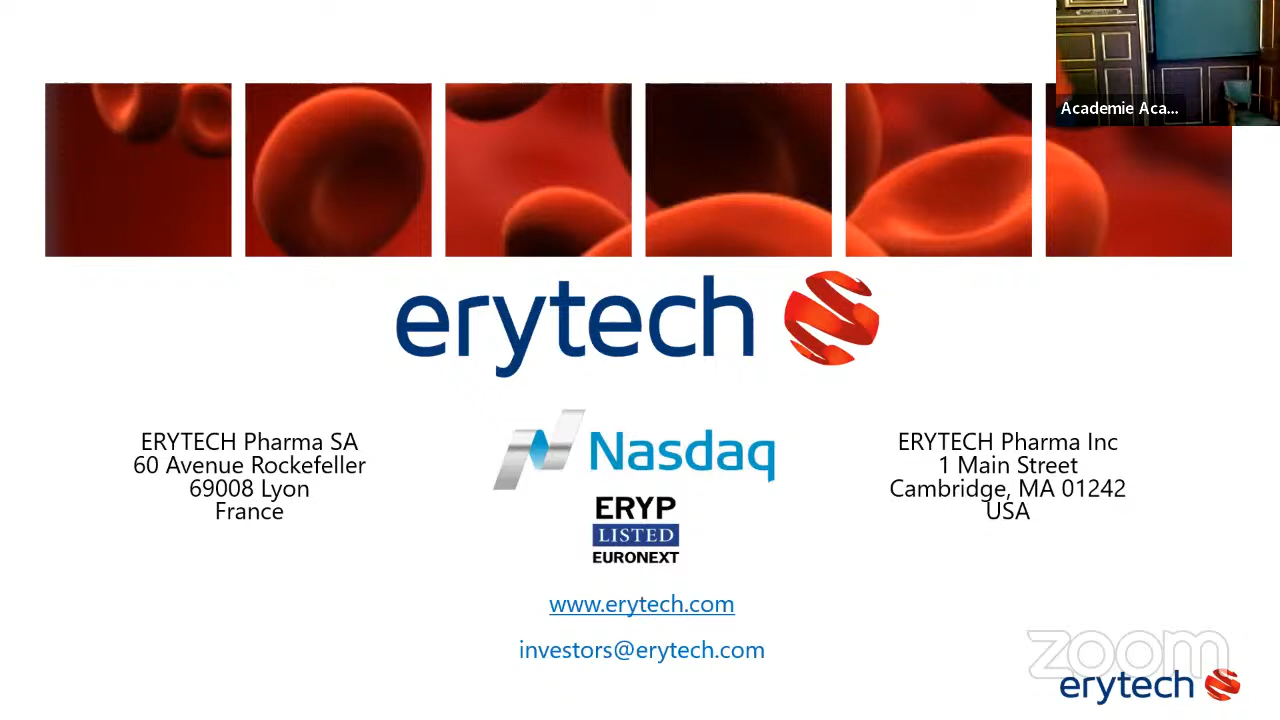 Academie Aca...
erytech
ERYTECH Pharma SA
60 Avenue Rockefeller
69008 Lyon
France
Nasdaq
ERYP
LISTED
EURONEXT
ERYTECH Pharma Inc
1 Main Street
Cambridge, MA 01242
USA
www.erytech.com
investors@erytech.com
zoom
erytech